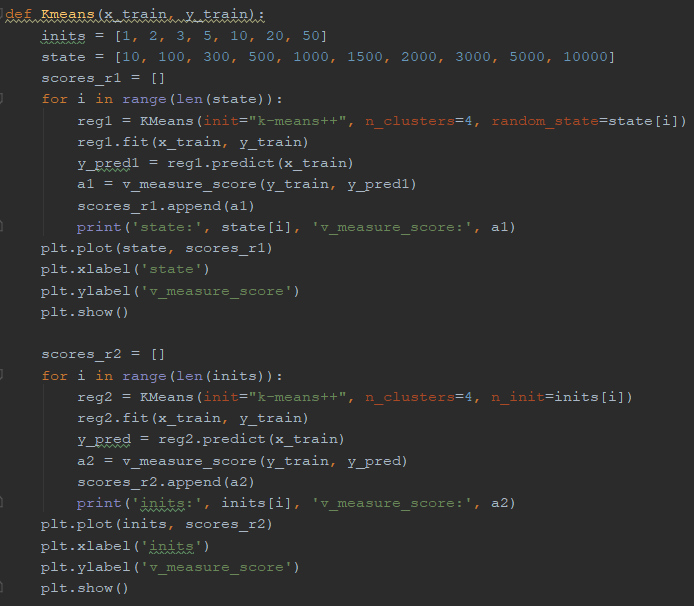 def Kmeans(x_train, y_train):
    inits = [1, 2, 3, 5, 10, 20, 50]
    state = [10, 100, 300, 500, 1000, 1500, 2000, 3000, 5000, 10000]
    scores_r1 = []
    for i in range(len(state)):
        reg1 = KMeans(init="k-means++", n_clusters=4, random_state=state[i])
        reg1.fit(x_train, y_train)
        y_pred1 = reg1.predict(x_train)
        a1 = v_measure_score(y_train, y_pred1)
        scores_r1.append(a1)
        print('state:', state[i], 'v_measure_score:', a1)
    plt.plot(state, scores_r1)
    plt.xlabel('state')
    plt.ylabel('v_measure_score')
    plt.show()

    scores_r2 = []
    for i in range(len(inits)):
        reg2 = KMeans(init="k-means++", n_clusters=4, n_init=inits[i])
        reg2.fit(x_train, y_train)
        y_pred = reg2.predict(x_train)
        a2 = v_measure_score(y_train, y_pred)
        scores_r2.append(a2)
        print('inits:', inits[i], 'v_measure_score:', a2)
    plt.plot(inits, scores_r2)
    plt.xlabel('inits')
    plt.ylabel('v_measure_score')
    plt.show()